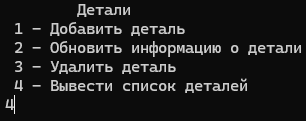 Детали
1 – Добавить деталь
2 – Обновить информацию о детали
3 – Удалить деталь
4 – Вывести список деталей
4